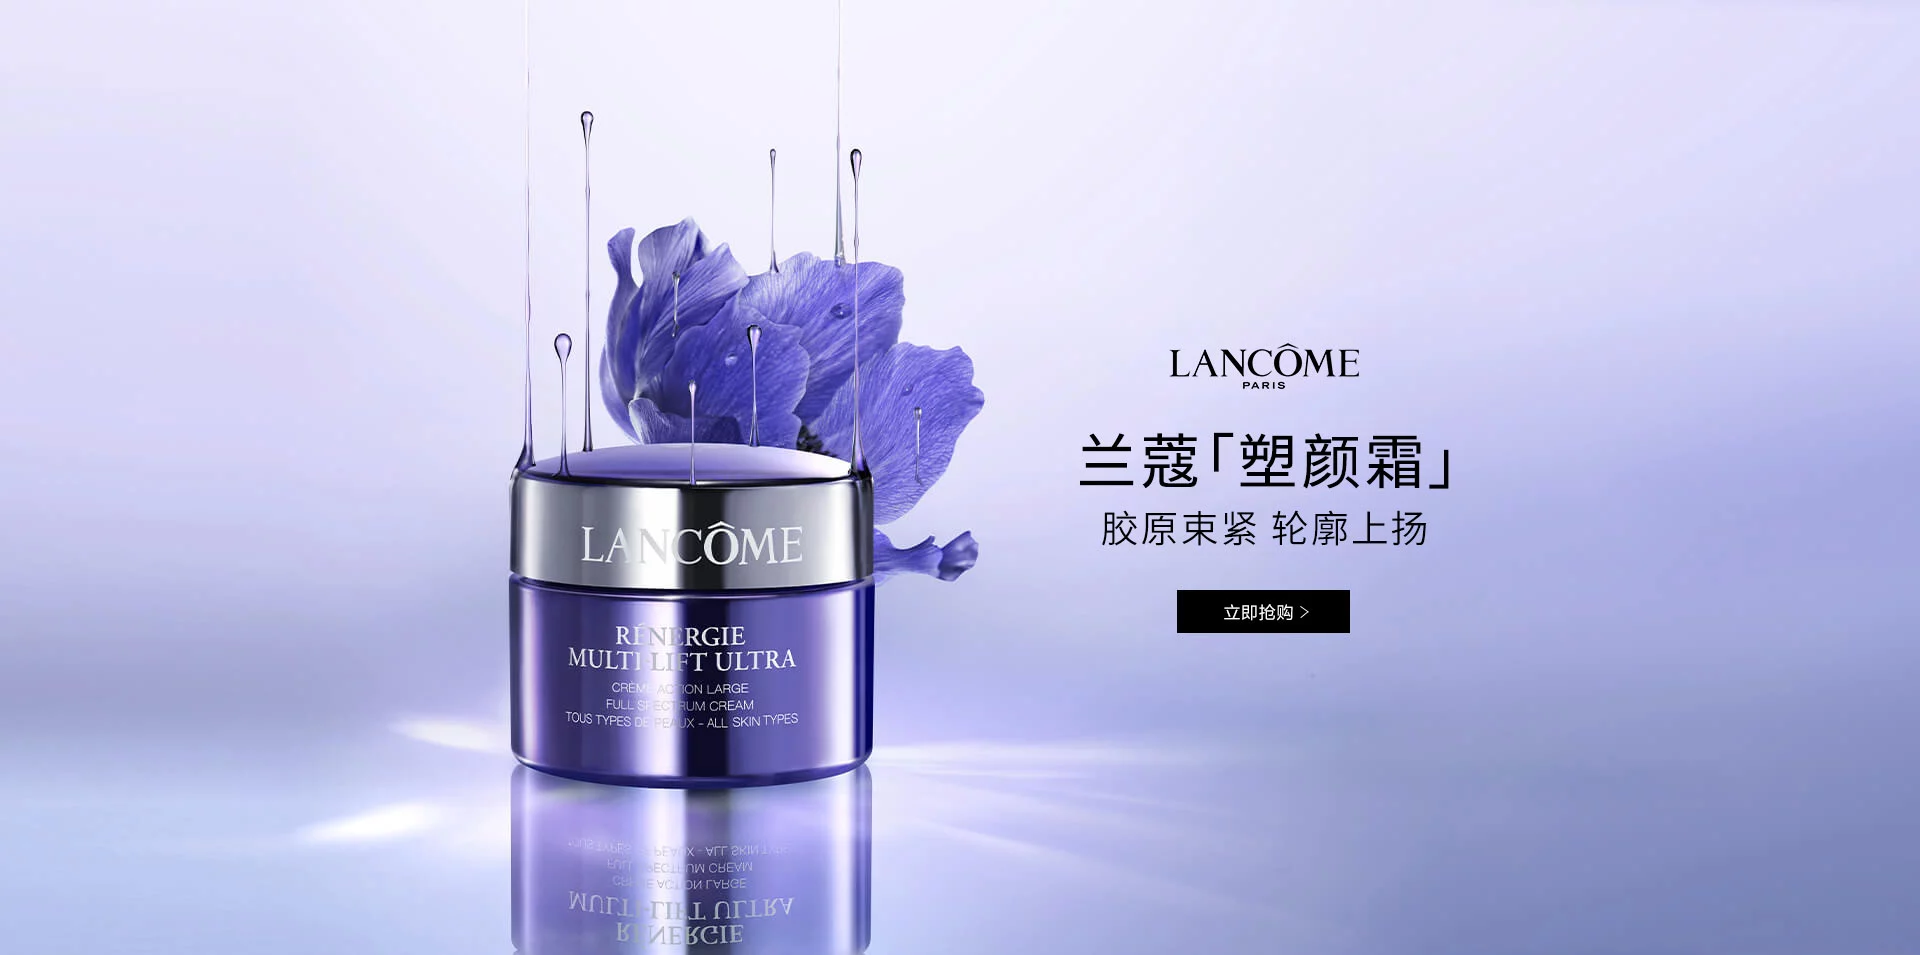 LANCÔME
PARIS
兰蔻「塑颜霜」
胶原束紧 轮廓上扬
立即抢购 >
LANCÔME
RÉNERGIE
MULTI-LIFT ULTRA
CRÈME ACTION LARGE
FULL SPECTRUM CREAM
TOUS TYPES DE PEAUX - ALL SKIN TYPES